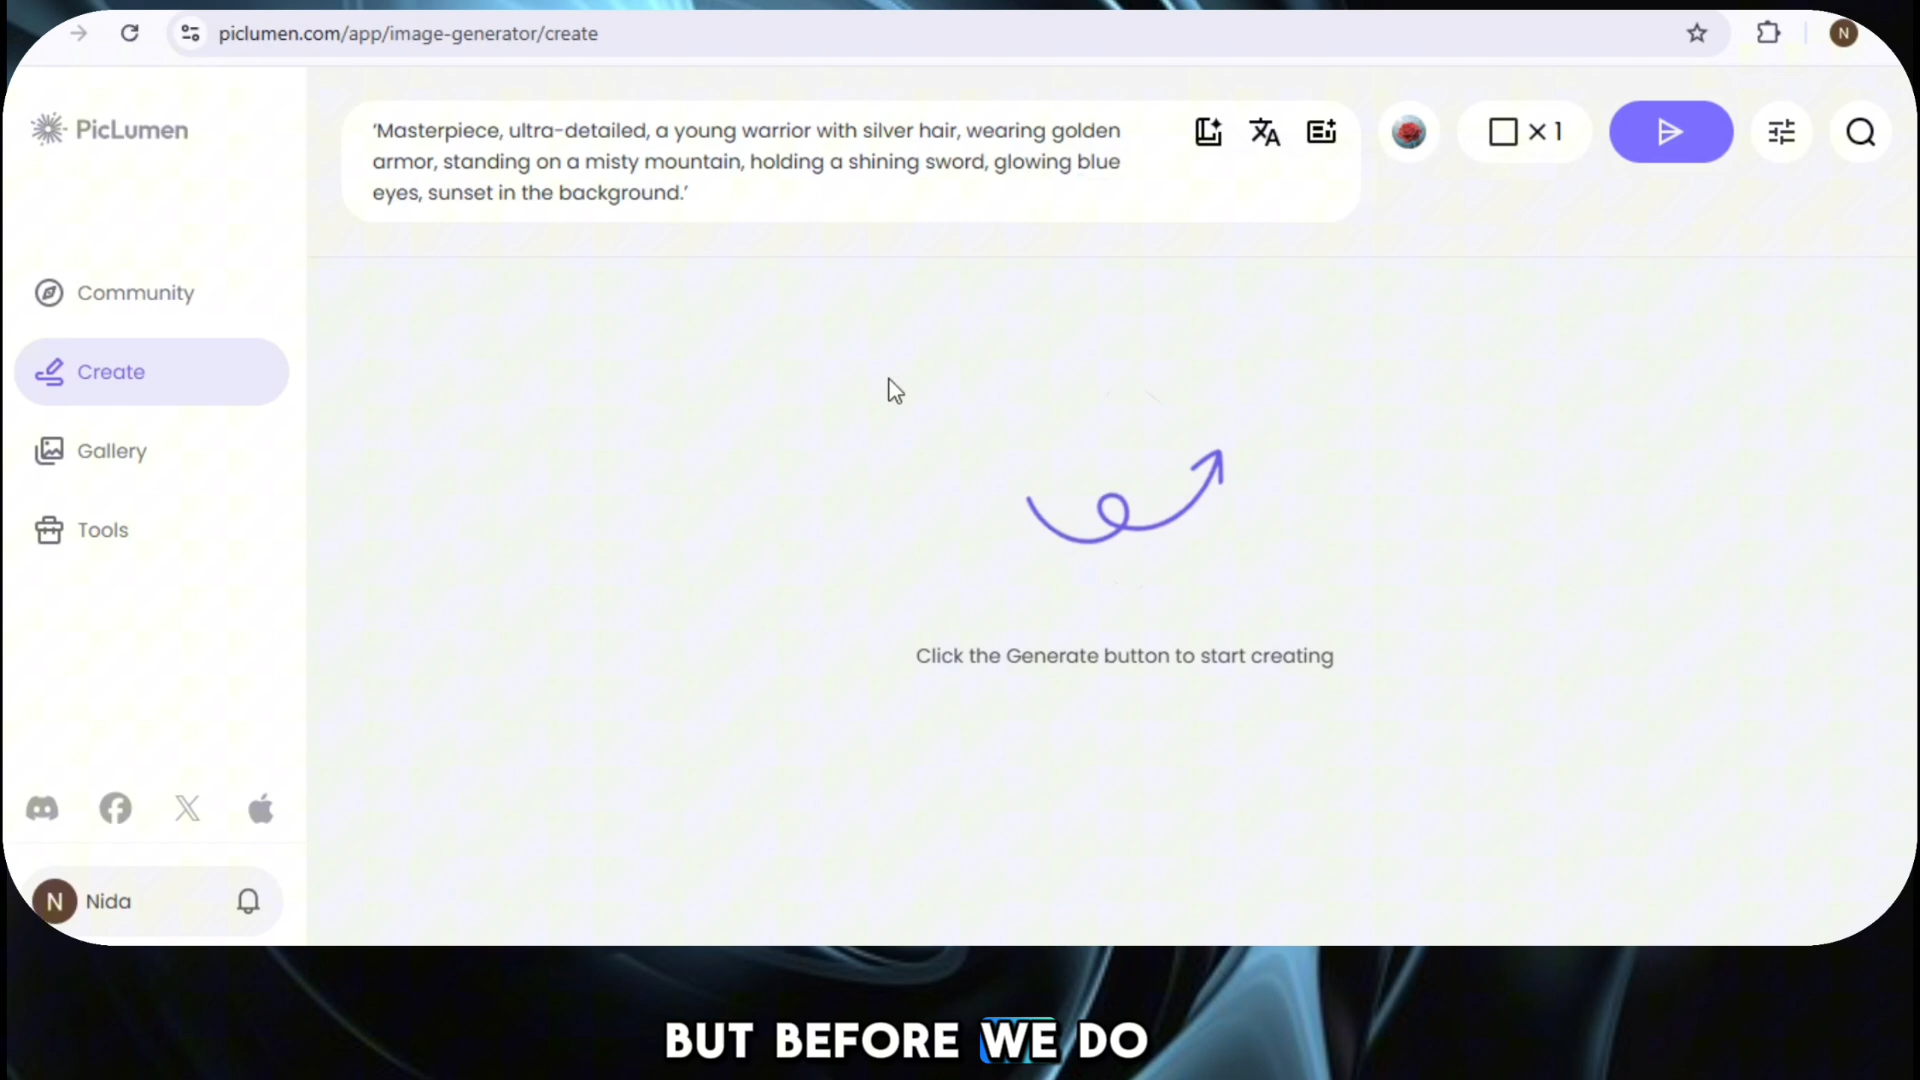 piclumen.com/app/image-generator/create
N
PicLumen
'Masterpiece, ultra-detailed, a young warrior with silver hair, wearing golden
armor, standing on a misty mountain, holding a shining sword, glowing blue
eyes, sunset in the background.'
× 1
Community
Create
Gallery
Tools
Click the Generate button to start creating
N Nida
BUT BEFORE WE DO